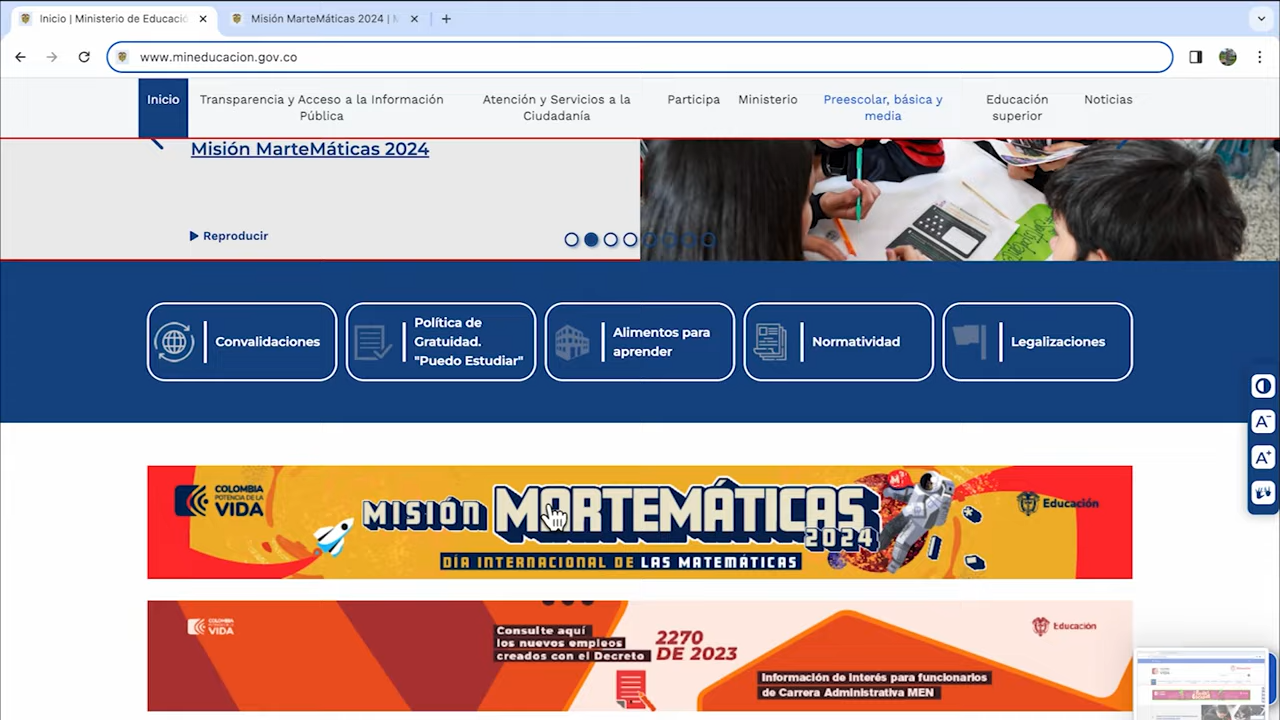 Inicio | Ministerio de Educació
Misión MarteMáticas 2024 | M
www.mineducacion.gov.co
Inicio
Transparencia y Acceso a la Información
Pública
Atención y Servicios a la
Ciudadanía
Participa
Ministerio
Preescolar, básica y
media
Educación
superior
Noticias
Misión MarteMáticas 2024
Reproducir
Convalidaciones
Política de
Gratuidad.
"Puedo Estudiar"
Alimentos para
aprender
Normatividad
Legalizaciones
A-
A+
COLOMBIA
POTENCIA DE LA
VIDA
MISIÓN MARTEMÁTICAS
2024
DÍA INTERNACIONAL DE LAS MATEMÁTICAS
Educación
COLOMBIA
POTENCIA DE LA
VIDA
Consulte aquí
los nuevos empleos
creados con el Decreto
2270
DE 2023
Información de Interés para funcionarios
de Carrera Administrativa MEN
Educación